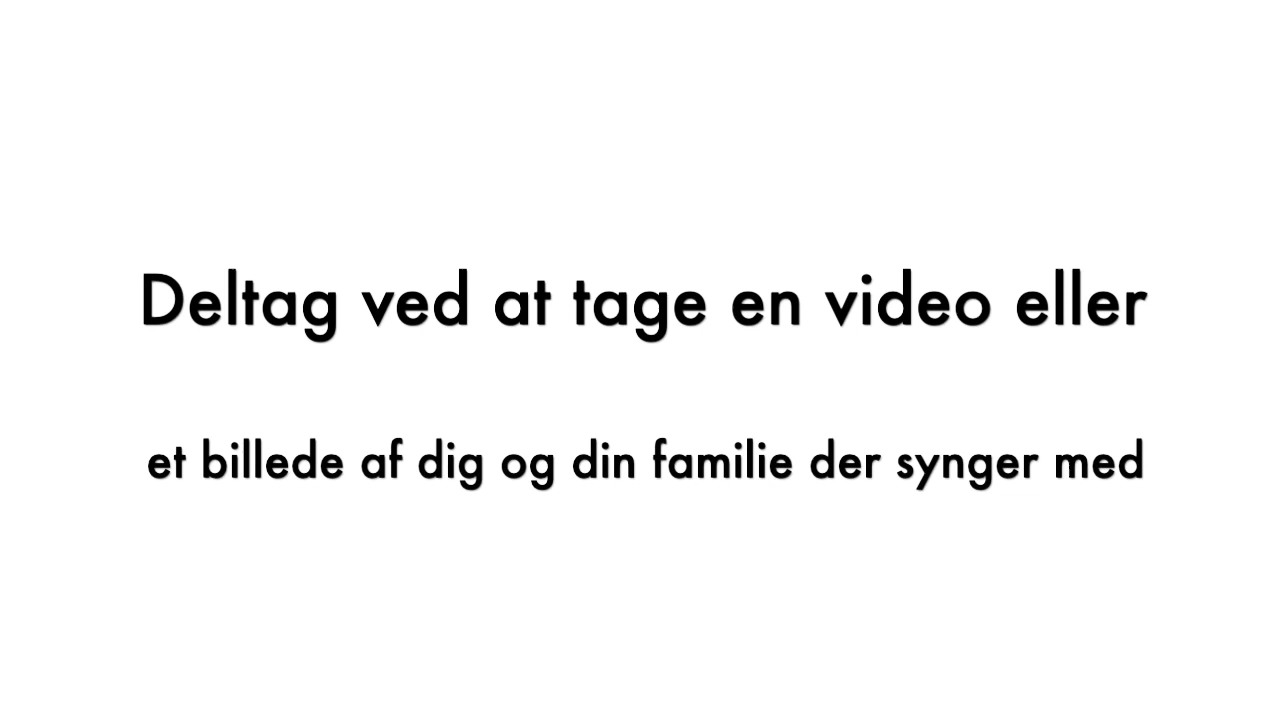 Deltag ved at tage en video eller
et billede af dig og din familie der synger med